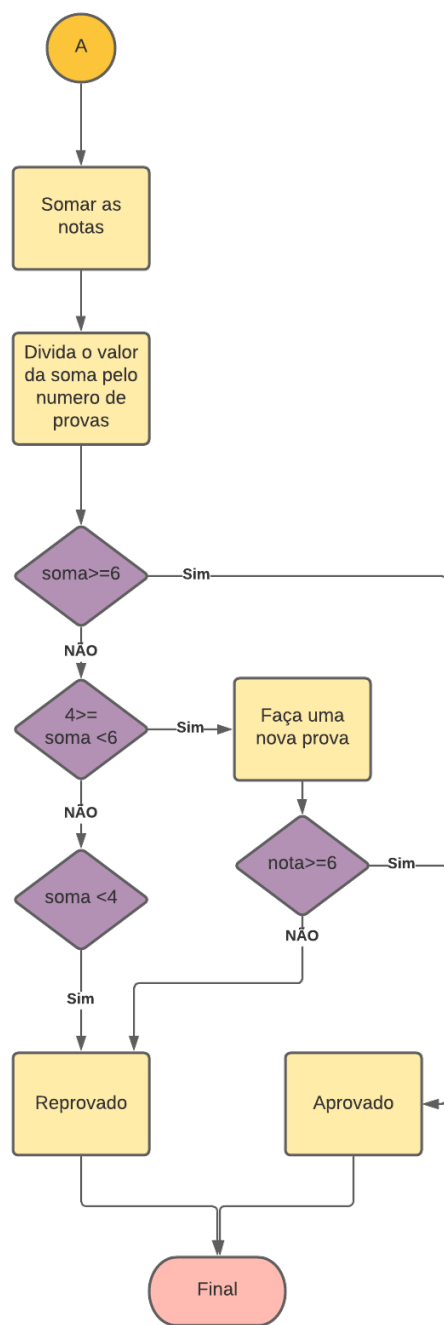 A
Somar as
notas
Divida o valor
da soma pelo
numero de
provas
soma>=6
Sim
NÃO
4>=
soma <6
Sim
Faça uma
nova prova
NÃO
soma <4
nota>=6
Sim
NÃO
Sim
Reprovado
Aprovado
Final